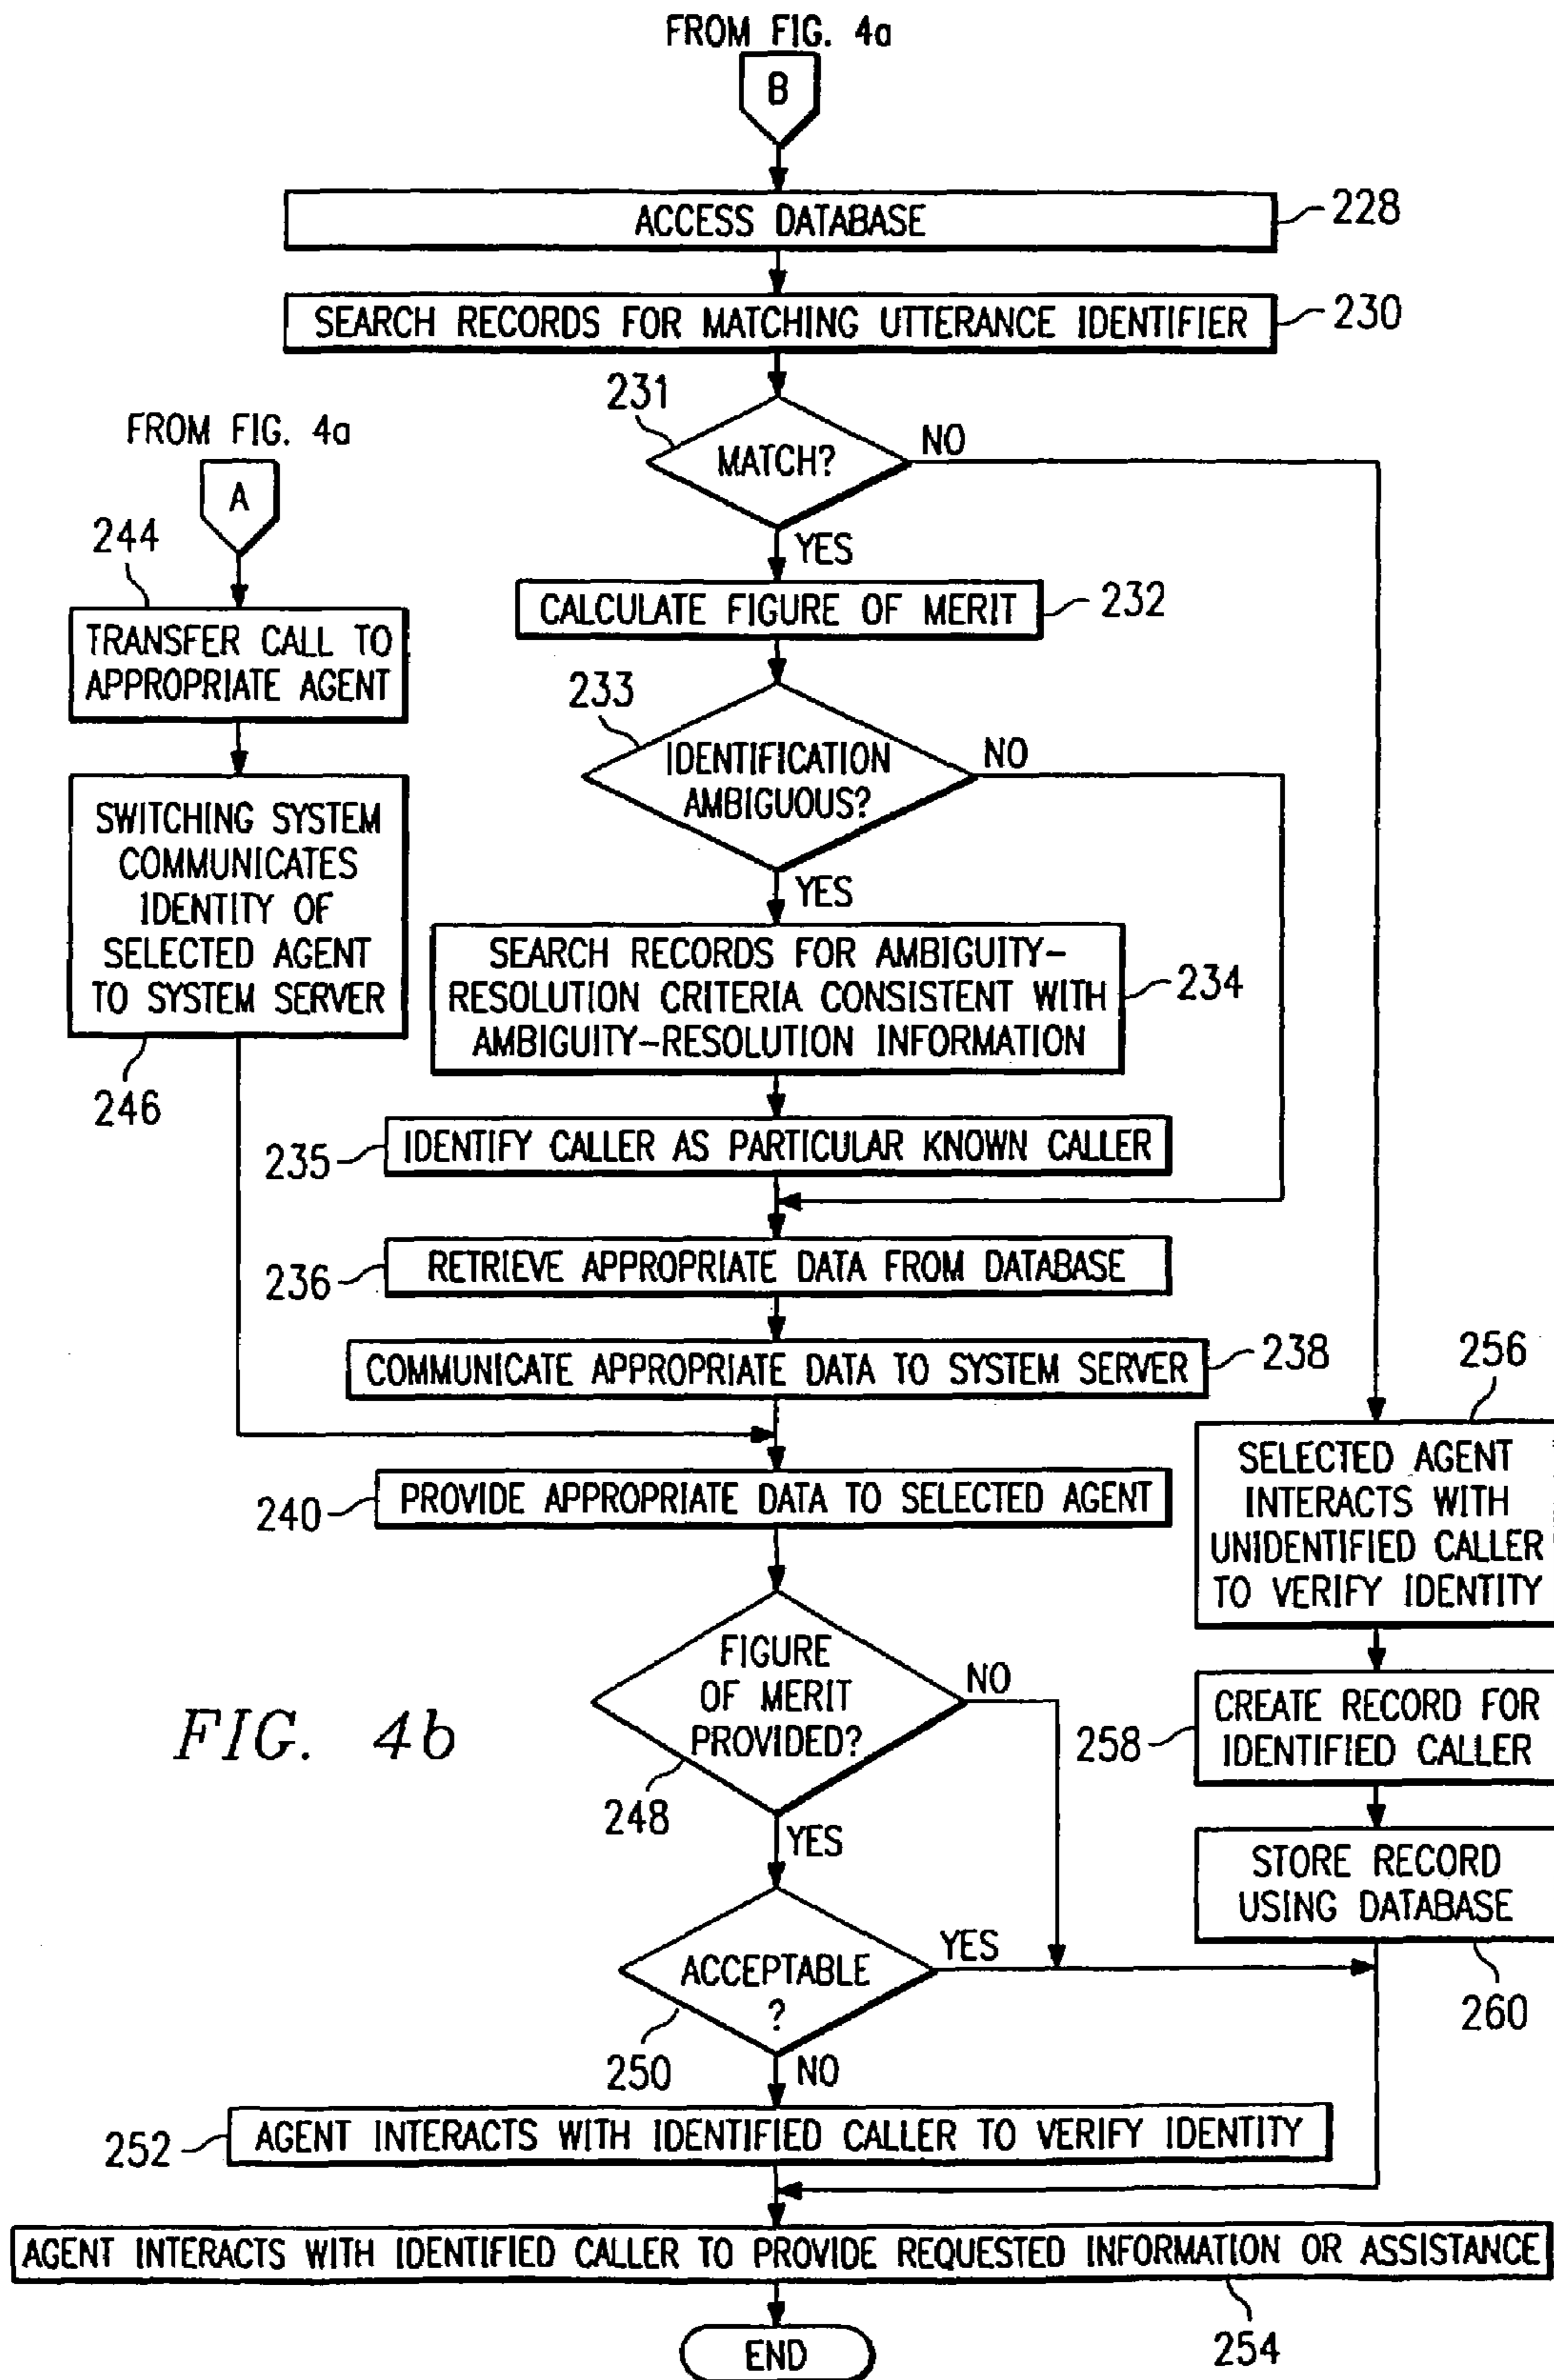 FROM FIG. 4a
B
ACCESS DATABASE
228
SEARCH RECORDS FOR MATCHING UTTERANCE IDENTIFIER
230
231
MATCH?
NO
YES
FROM FIG. 4a
A
244
TRANSFER CALL TO
APPROPRIATE AGENT
SWITCHING SYSTEM
COMMUNICATES
IDENTITY OF
SELECTED AGENT
TO SYSTEM SERVER
246
CALCULATE FIGURE OF MERIT
232
233
IDENTIFICATION
AMBIGUOUS?
NO
YES
SEARCH RECORDS FOR AMBIGUITY-
RESOLUTION CRITERIA CONSISTENT WITH
AMBIGUITY-RESOLUTION INFORMATION
234
235
IDENTIFY CALLER AS PARTICULAR KNOWN CALLER
236
RETRIEVE APPROPRIATE DATA FROM DATABASE
COMMUNICATE APPROPRIATE DATA TO SYSTEM SERVER
238
240
PROVIDE APPROPRIATE DATA TO SELECTED AGENT
256
SELECTED AGENT
INTERACTS WITH
UNIDENTIFIED CALLER
TO VERIFY IDENTITY
258
CREATE RECORD FOR
IDENTIFIED CALLER
STORE RECORD
USING DATABASE
260
FIGURE
OF MERIT
PROVIDED?
NO
248
YES
FIG. 4b
ACCEPTABLE
?
YES
250
NO
252
AGENT INTERACTS WITH IDENTIFIED CALLER TO VERIFY IDENTITY
AGENT INTERACTS WITH IDENTIFIED CALLER TO PROVIDE REQUESTED INFORMATION OR ASSISTANCE
254
END